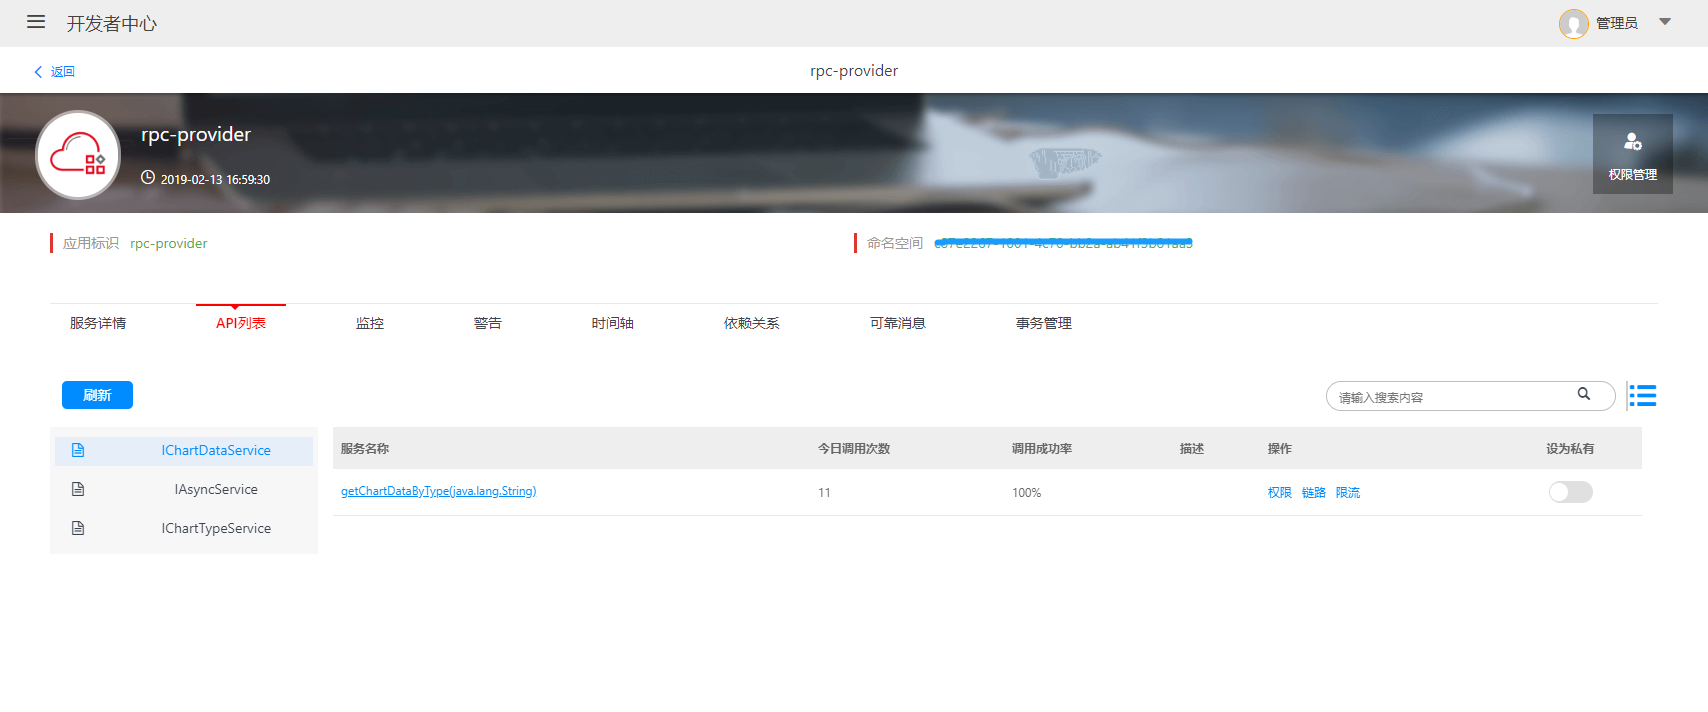 开发者中心
管理员
返回
rpc-provider
rpc-provider
2019-02-13 16:59:30
权限管理
应用标识 rpc-provider
命名空间
服务详情 API列表 监控 警告 时间轴 依赖关系 可靠消息 事务管理
刷新
请输入搜索内容
IChartDataService
IAsyncService
IChartTypeService
服务名称 今日调用次数 调用成功率 描述 操作 设为私有
getChartDataByType(java.lang.String) 11 100% 权限 链路 限流